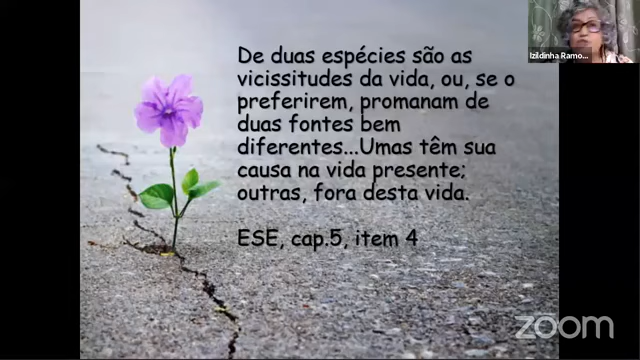 De duas espécies são as
vicissitudes da vida, ou, se o
preferirem, promanam de
duas fontes bem
diferentes...Umas têm sua
causa na vida presente;
outras, fora desta vida.
ESE, cap.5, item 4
Izildinha Ramo...
zoom